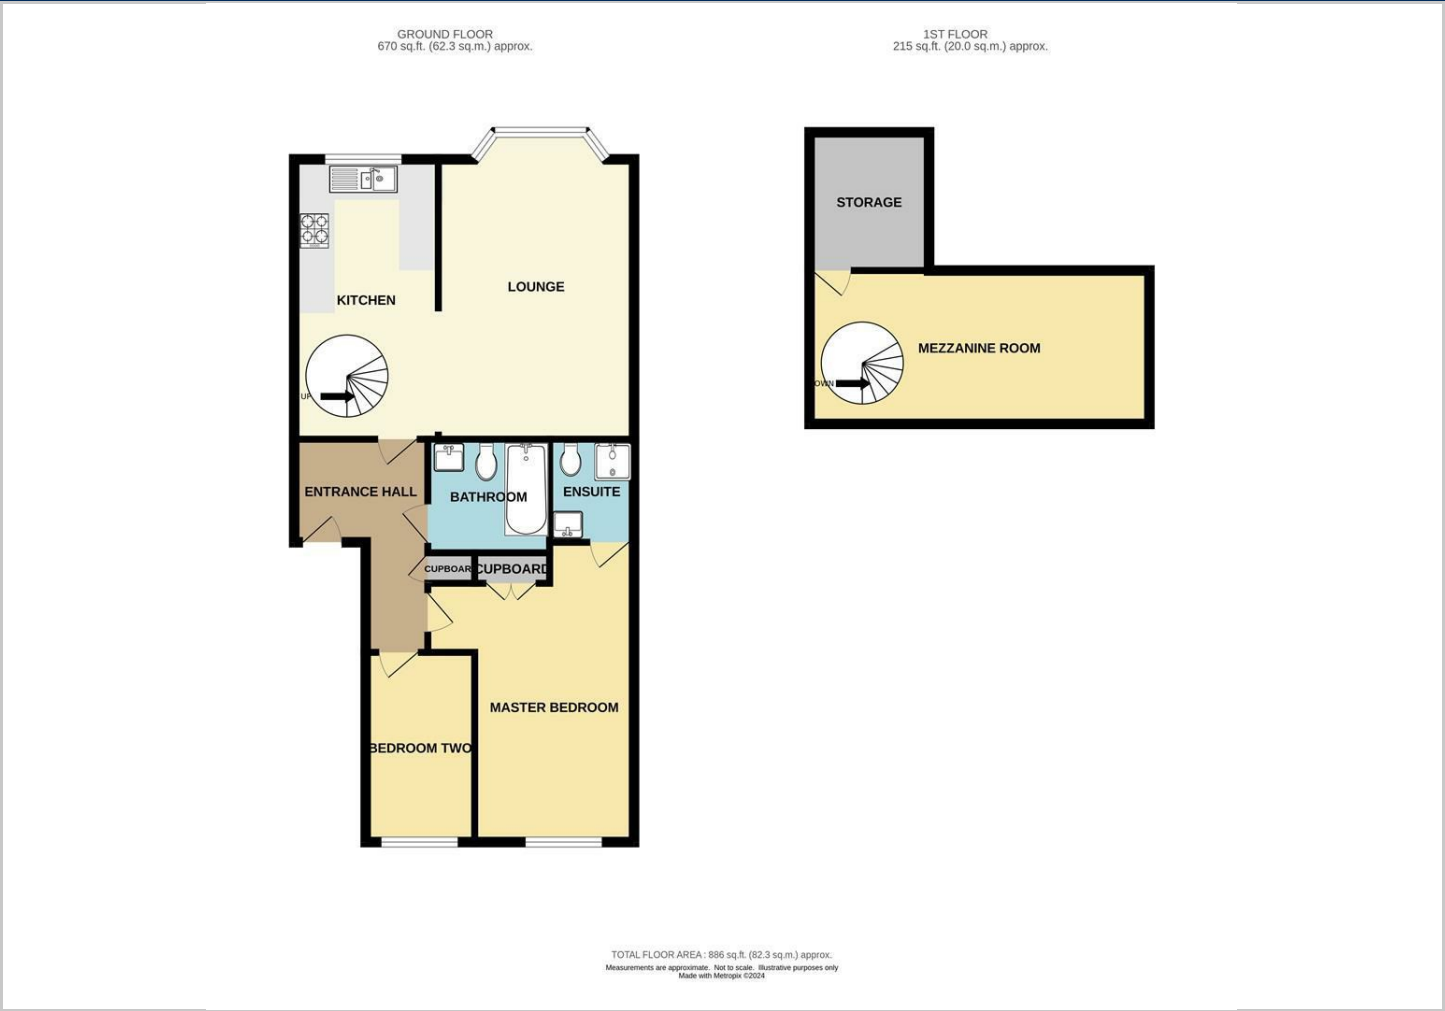 GROUND FLOOR
670 sq.ft. (62.3 sq.m.) approx.
1ST FLOOR
215 sq.ft. (20.0 sq.m.) approx.
STORAGE
LOUNGE
KITCHEN
MEZZANINE ROOM
OWN
UP
ENTRANCE HALL
BATHROOM
ENSUITE
CUPBOAR
CUPBOARD
MASTER BEDROOM
BEDROOM TWO
TOTAL FLOOR AREA : 886 sq.ft. (82.3 sq.m.) approx.
Measurements are approximate. Not to scale. Illustrative purposes only
Made with Metropix ©2024